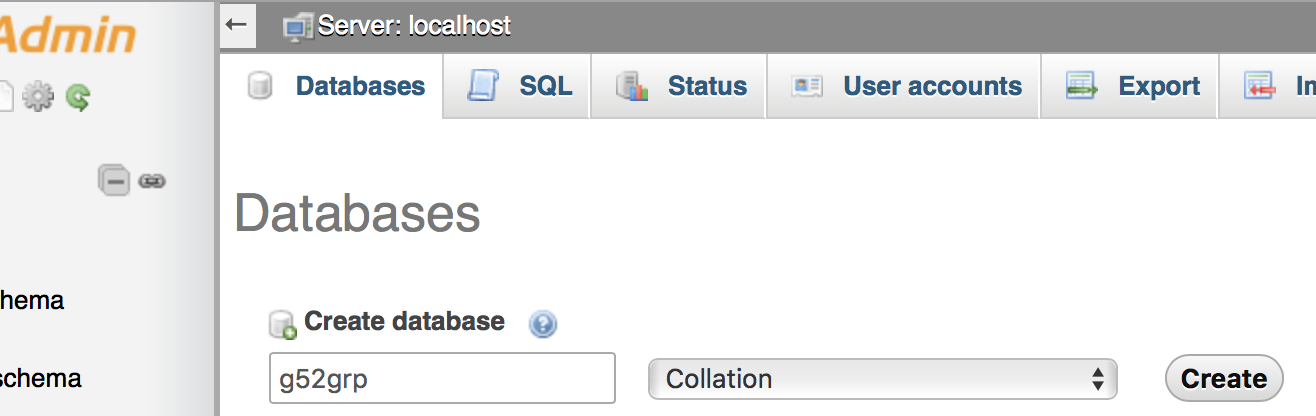 Admin
Server: localhost
Databases
SQL
Status
User accounts
Export
Databases
hema
schema
Create database
g52grp
Collation
Create